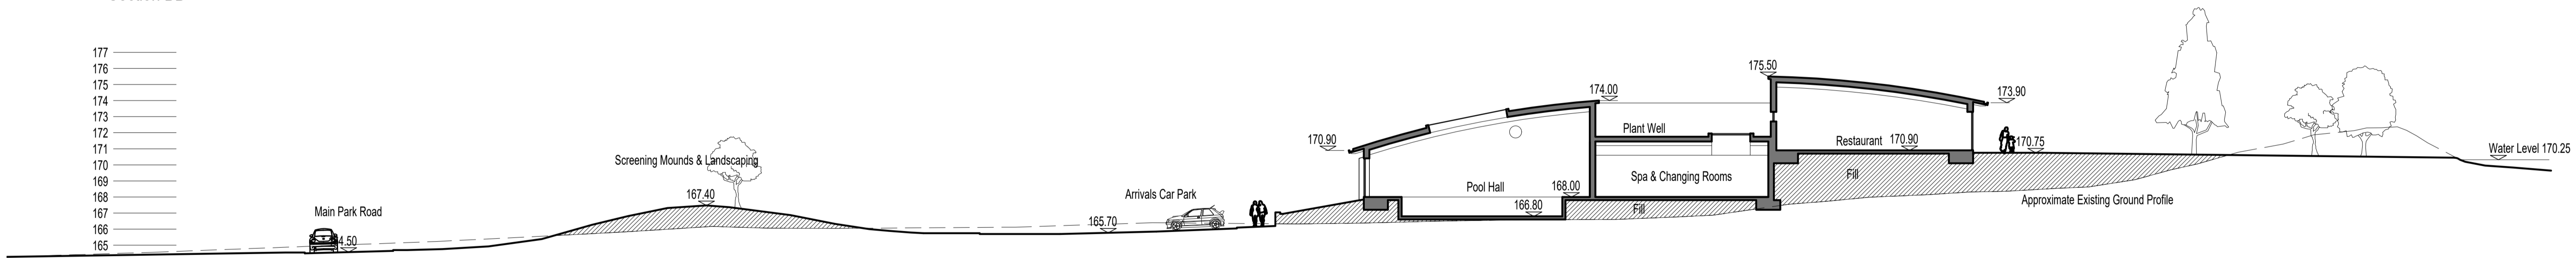 177
176
175
174
173
172
171
170
169
168
167
166
165
Main Park Road
4.50
Screening Mounds & Landscaping
167.40
165.70
Arrivals Car Park
170.90
Pool Hall
166.80
168.00
174.00
Plant Well
Spa & Changing Rooms
Fill
175.50
Restaurant
170.90
Fill
173.90
170.75
Approximate Existing Ground Profile
Water Level 170.25